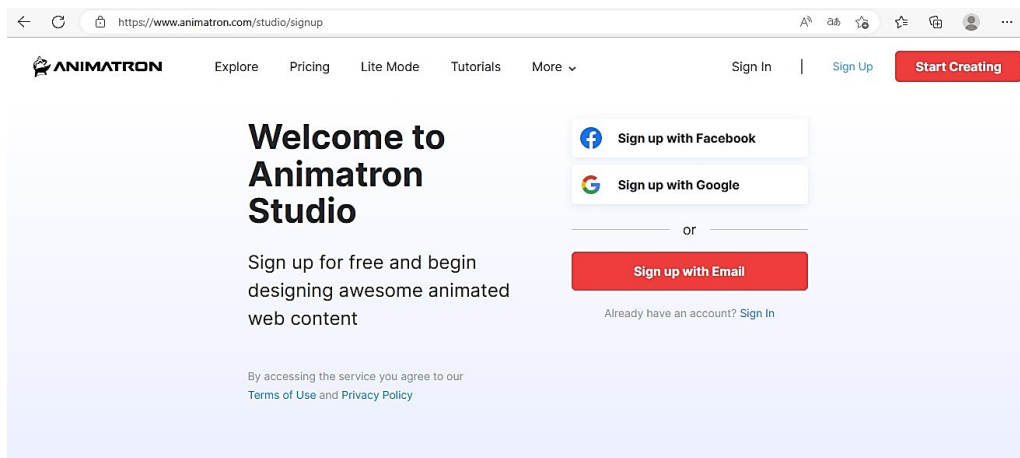 https://www.animatron.com/studio/signup
ANIMATRON Explore Pricing Lite Mode Tutorials More Sign In | Sign Up Start Creating
Welcome to
Animatron
Studio
Sign up for free and begin
designing awesome animated
web content
By accessing the service you agree to our
Terms of Use and Privacy Policy
Sign up with Facebook
Sign up with Google
or
Sign up with Email
Already have an account? Sign In